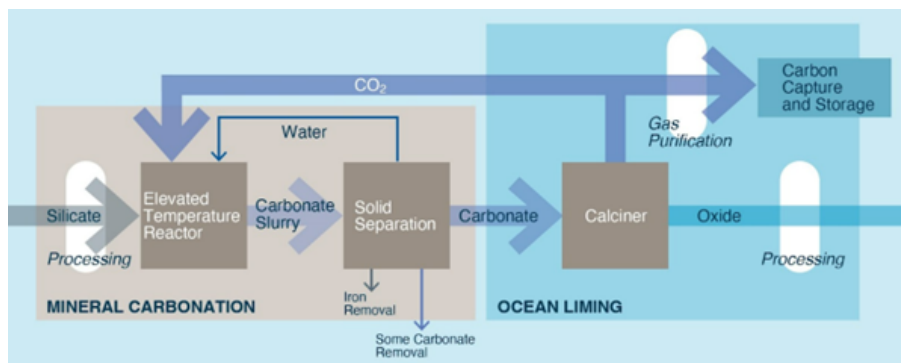 CO₂
Carbon
Capture
and Storage
Water
Gas
Purification
Silicate
Elevated
Temperature
Reactor
Carbonate
Slurry
Solid
Separation
Carbonate
Calciner
Oxide
Processing
Processing
MINERAL CARBONATION
Iron
Removal
OCEAN LIMING
Some Carbonate
Removal